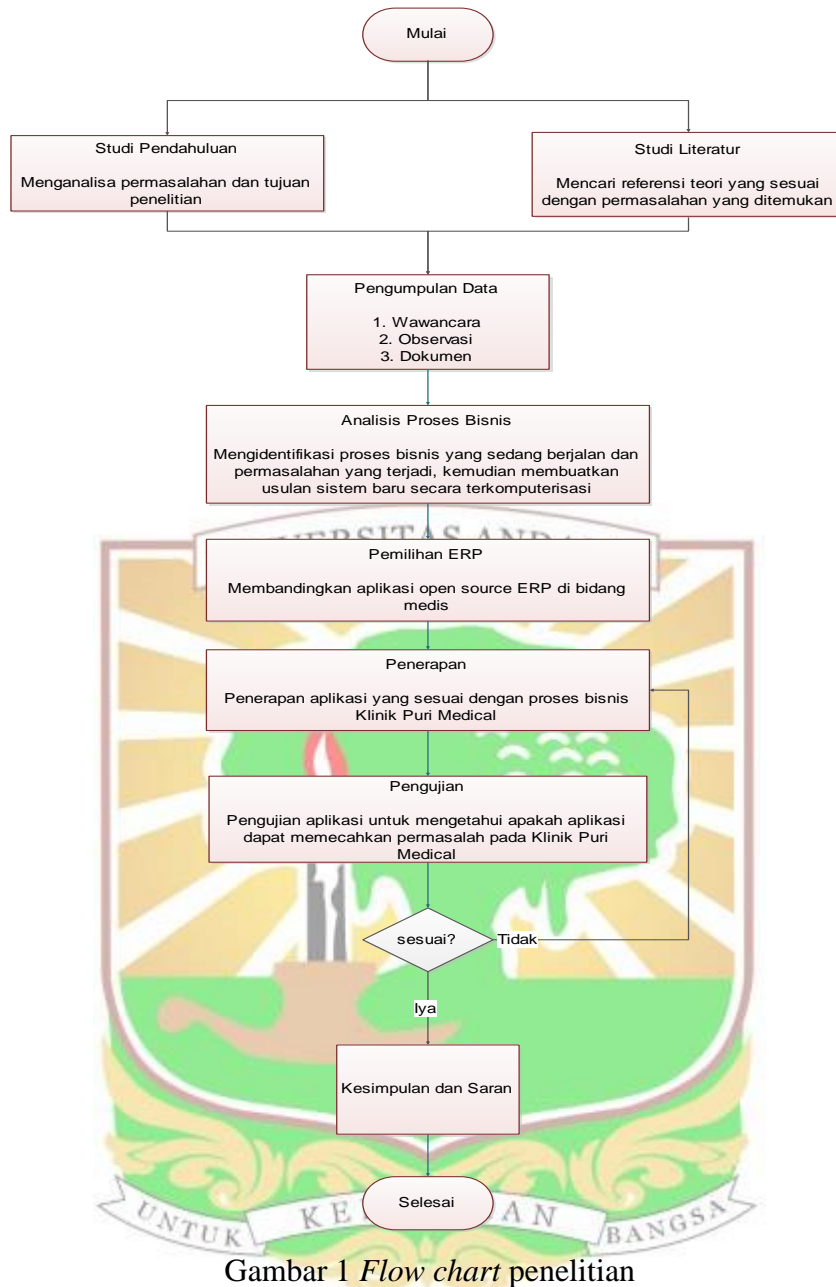 Mulai
Studi Pendahuluan
Menganalisa permasalahan dan tujuan
penelitian
Studi Literatur
Mencari referensi teori yang sesuai
dengan permasalahan yang ditemukan
Pengumpulan Data
1. Wawancara
2. Observasi
3. Dokumen
Analisis Proses Bisnis
Mengidentifikasi proses bisnis yang sedang berjalan dan
permasalahan yang terjadi, kemudian membuatkan
usulan sistem baru secara terkomputerisasi
Pemilihan ERP
Membandingkan aplikasi open source ERP di bidang
medis
Penerapan
Penerapan aplikasi yang sesuai dengan proses bisnis
Klinik Puri Medical
Pengujian
Pengujian aplikasi untuk mengetahui apakah aplikasi
dapat memecahkan permasalah pada Klinik Puri
Medical
sesuai?
Tidak
Iya
Kesimpulan dan Saran
Selesai
UNTUK BANGSA
Gambar 1 Flow chart penelitian